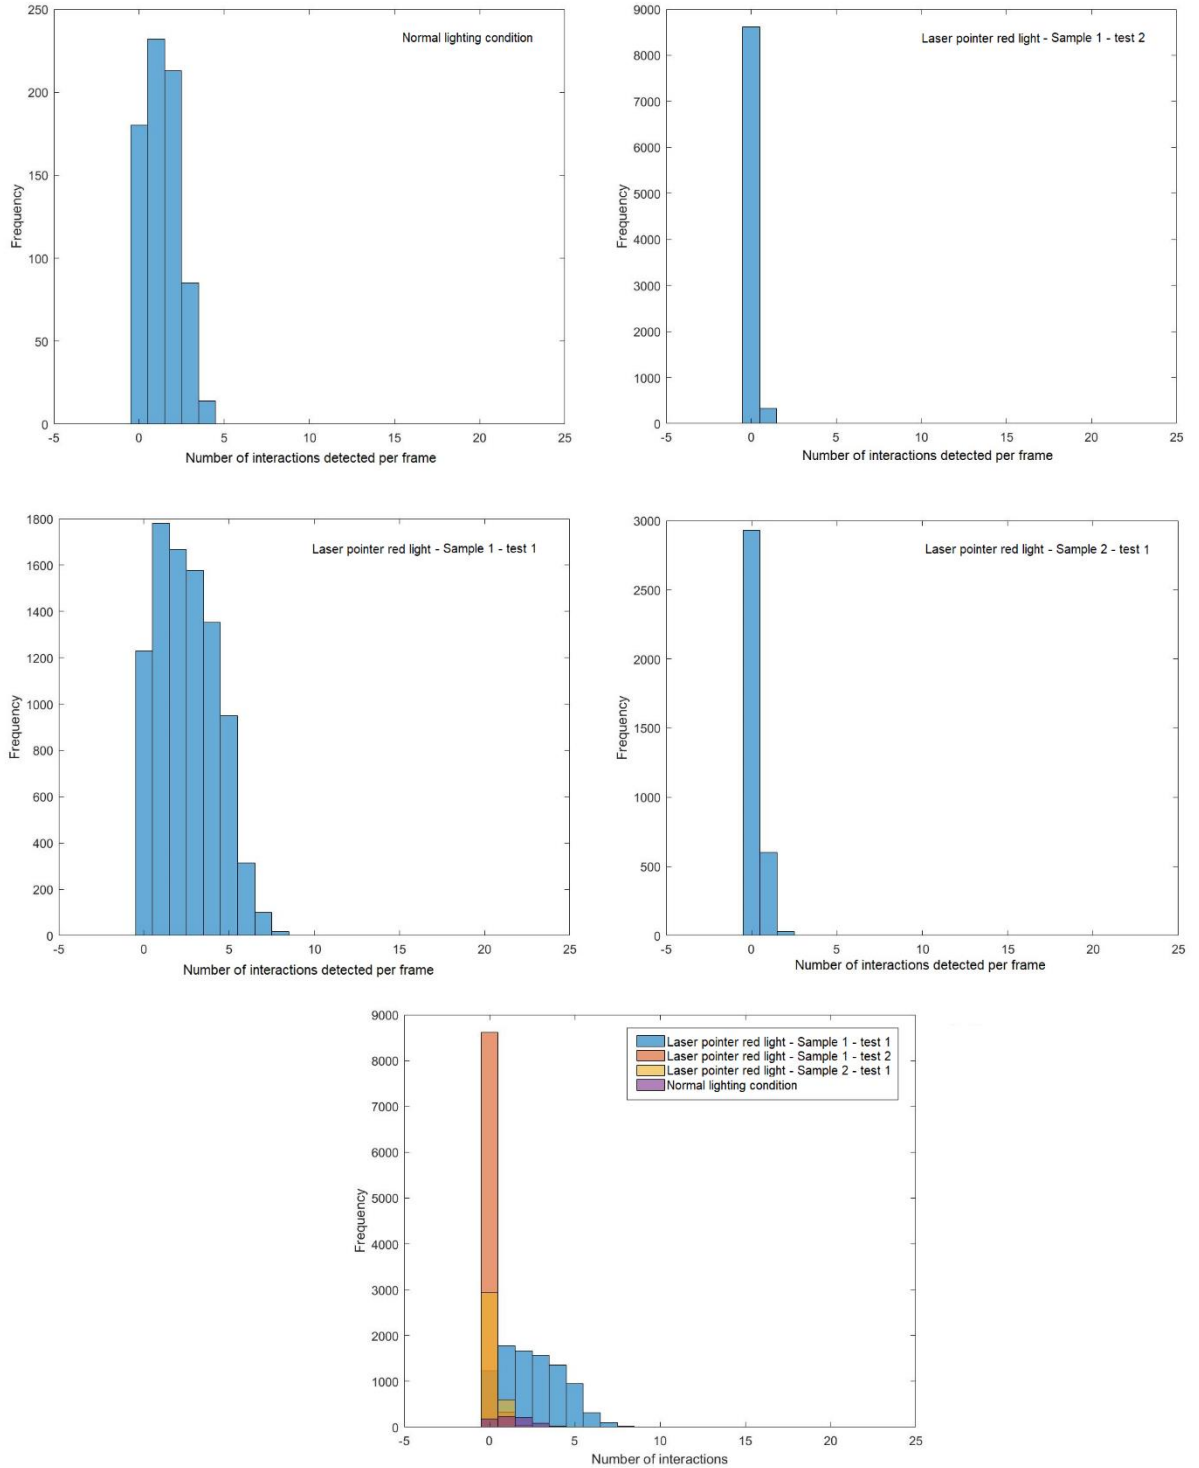 Normal lighting condition
250
200
150
100
50
0
-5 0 5 10 15 20 25
Frequency
Number of interactions detected per frame
Laser pointer red light - Sample 1 - test 2
9000
8000
7000
6000
5000
4000
3000
2000
1000
0
-5 0 5 10 15 20 25
Frequency
Number of interactions detected per frame
Laser pointer red light - Sample 1 - test 1
1800
1600
1400
1200
1000
800
600
400
200
0
-5 0 5 10 15 20 25
Frequency
Number of interactions detected per frame
Laser pointer red light - Sample 2 - test 1
3000
2500
2000
1500
1000
500
0
-5 0 5 10 15 20 25
Frequency
Number of interactions detected per frame
Laser pointer red light - Sample 1 - test 1
Laser pointer red light - Sample 1 - test 2
Laser pointer red light - Sample 2 - test 1
Normal lighting condition
9000
8000
7000
6000
5000
4000
3000
2000
1000
0
-5 0 5 10 15 20 25
Frequency
Number of interactions